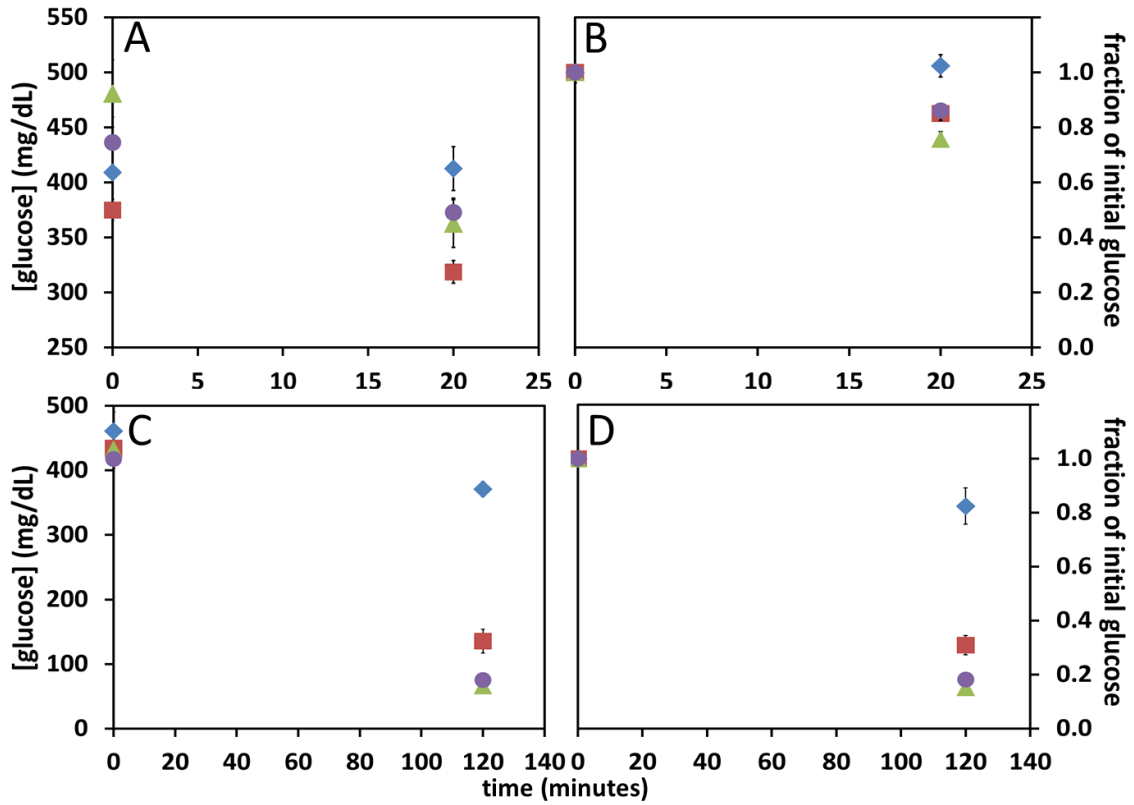 A
B
550
500
450
400
350
300
250
[glucose] (mg/dL)
0 5 10 15 20 25
0 5 10 15 20 25
1.0
0.8
0.6
0.4
0.2
0.0
fraction of initial glucose
C
D
500
400
300
200
100
0
[glucose] (mg/dL)
0 20 40 60 80 100 120 140
0 20 40 60 80 100 120 140
1.0
0.8
0.6
0.4
0.2
0.0
fraction of initial glucose
time (minutes)